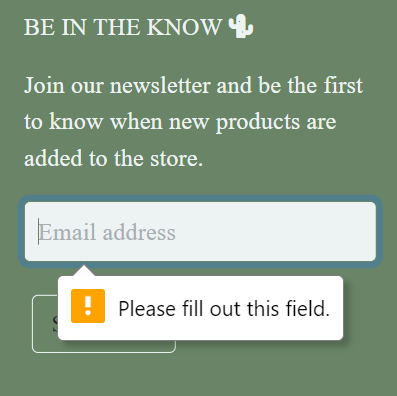 BE IN THE KNOW
Join our newsletter and be the first
to know when new products are
added to the store.
Email address
Please fill out this field.